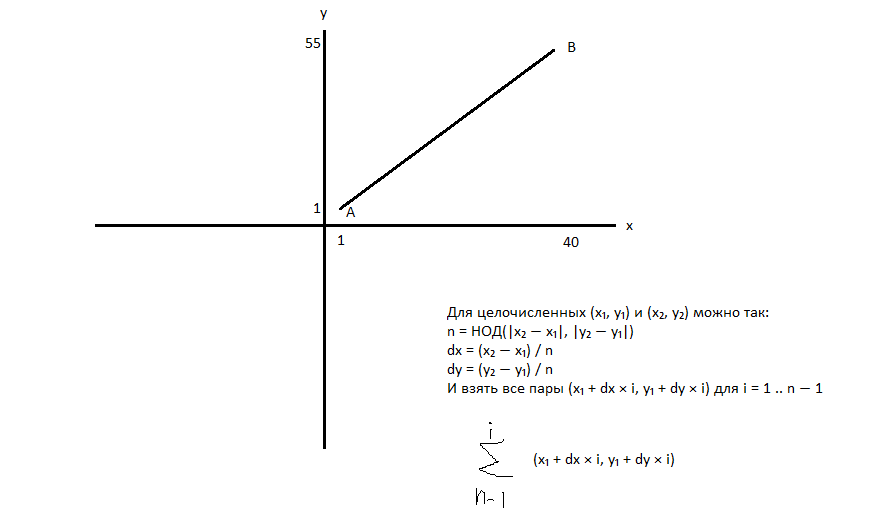 y
55
B
1
A
x
1
40
Для целочисленных (x₁, y₁) и (x₂, y₂) можно так:
n = НОД(|x₂ − x₁|, |y₂ − y₁|)
dx = (x₂ − x₁) / n
dy = (y₂ − y₁) / n
И взять все пары (x₁ + dx × i, y₁ + dy × i) для i = 1 .. n − 1
i
∑ (x₁ + dx × i, y₁ + dy × i)
n-1